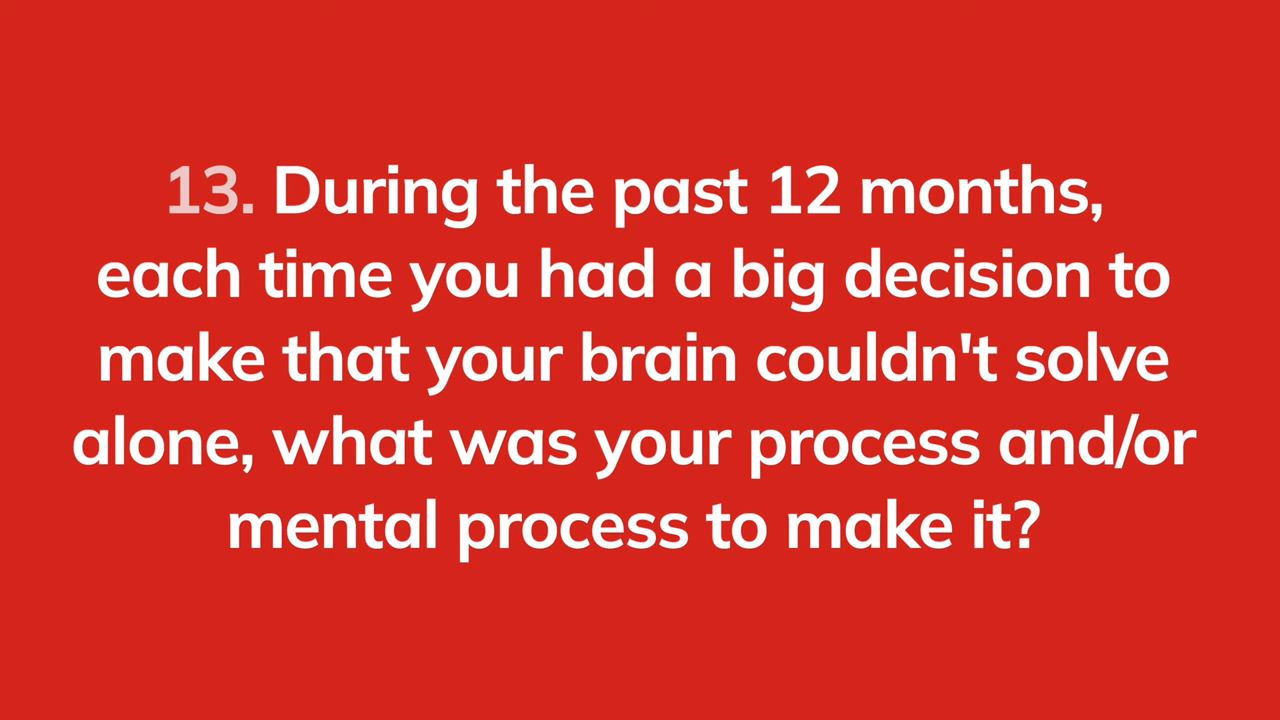 13. During the past 12 months,
each time you had a big decision to
make that your brain couldn't solve
alone, what was your process and/or
mental process to make it?